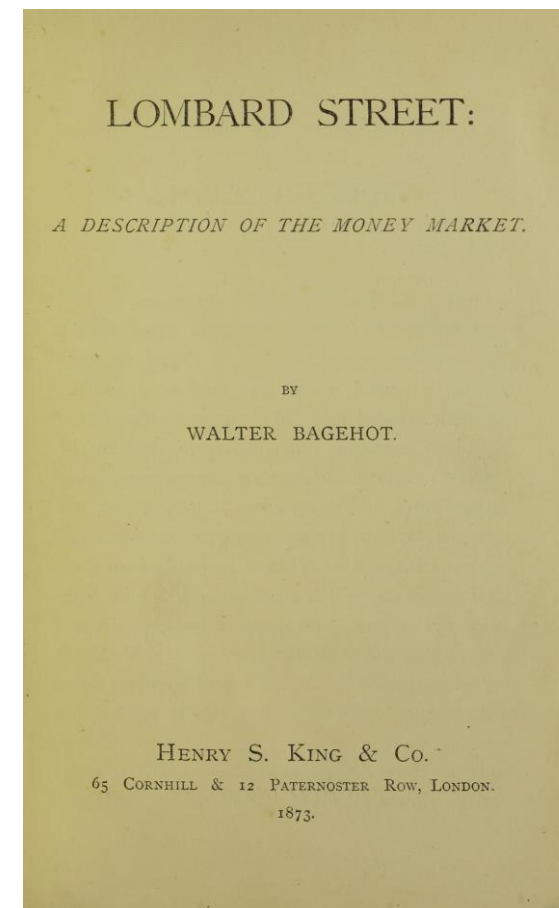 LOMBARD STREET:
A DESCRIPTION OF THE MONEY MARKET.
BY
WALTER BAGEHOT.
HENRY S. KING & CO.
65 CORNHILL & 12 PATERNOSTER ROW, LONDON.
1873.